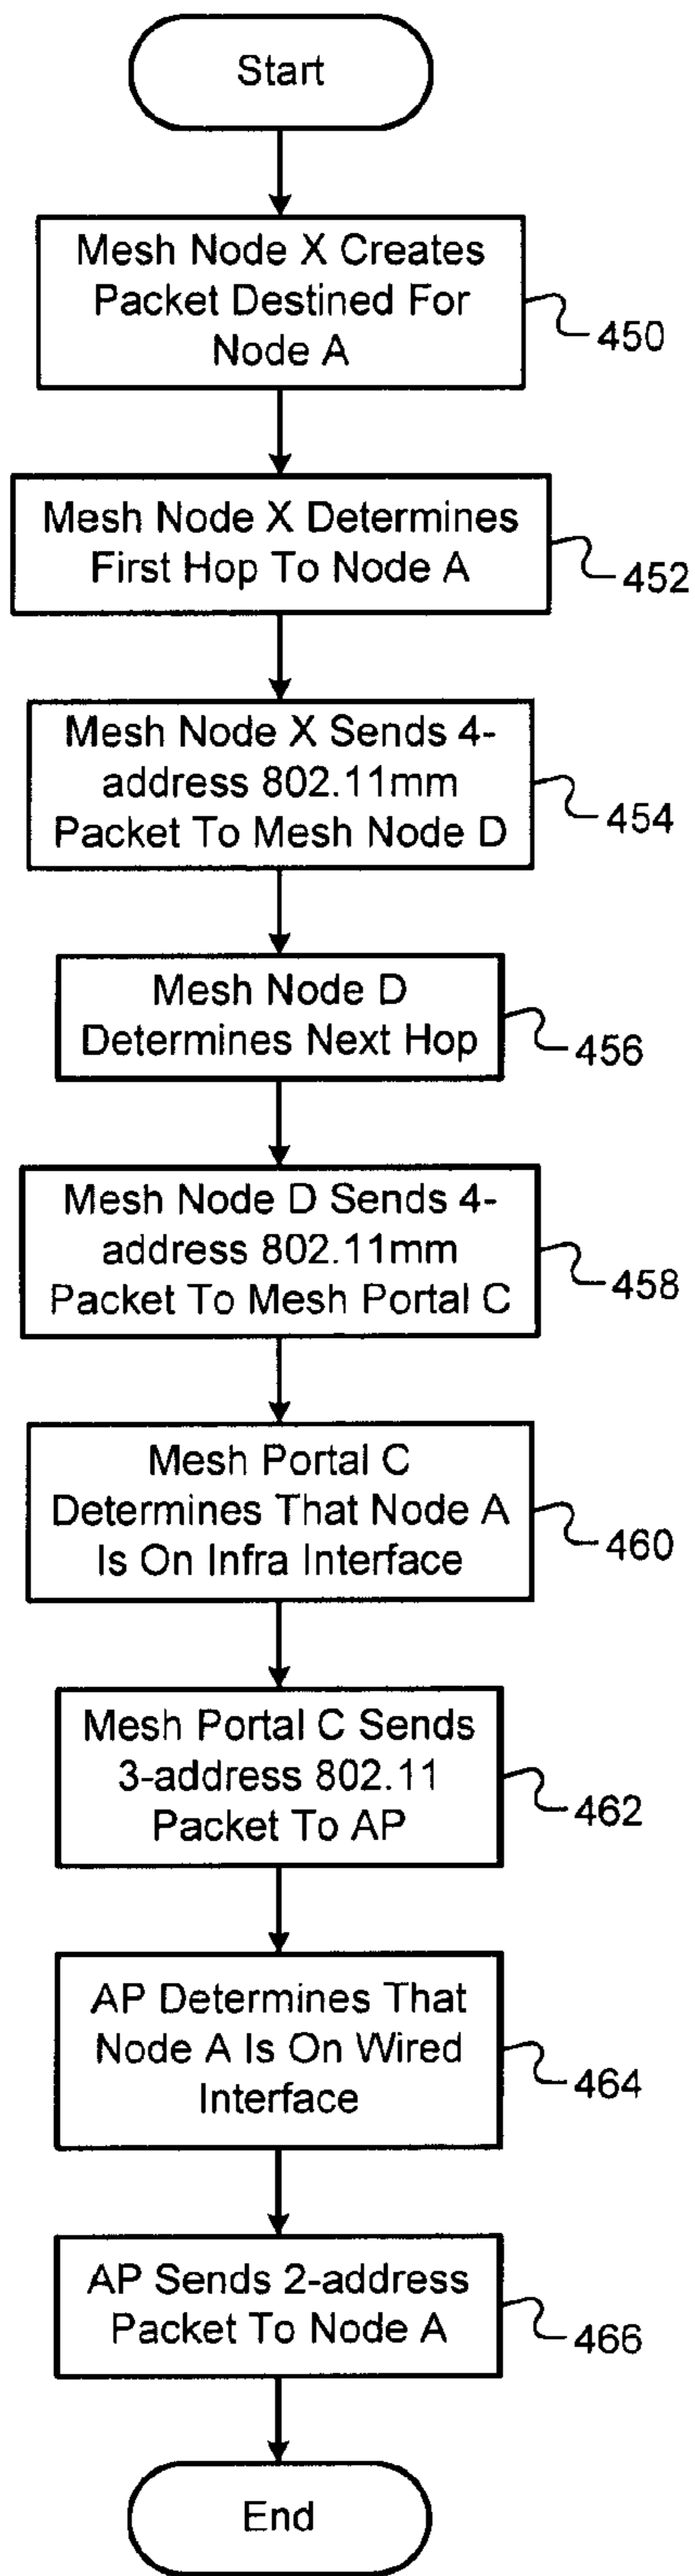 Start
Mesh Node X Creates
Packet Destined For
Node A
450
Mesh Node X Determines
First Hop To Node A
452
Mesh Node X Sends 4-
address 802.11mm
Packet To Mesh Node D
454
Mesh Node D
Determines Next Hop
456
Mesh Node D Sends 4-
address 802.11mm
Packet To Mesh Portal C
458
Mesh Portal C
Determines That Node A
Is On Infra Interface
460
Mesh Portal C Sends
3-address 802.11
Packet To AP
462
AP Determines That
Node A Is On Wired
Interface
464
AP Sends 2-address
Packet To Node A
466
End